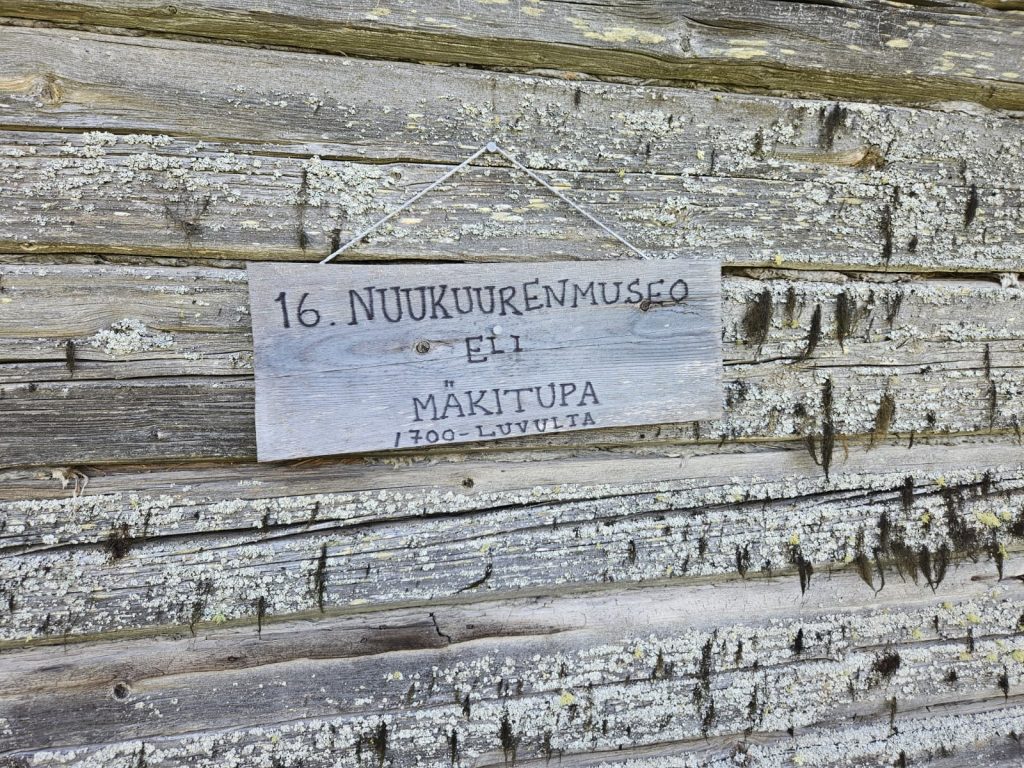 16. NUUKUURENMUSEO
ELI
MÄKITUPA
1700-LUVULTA